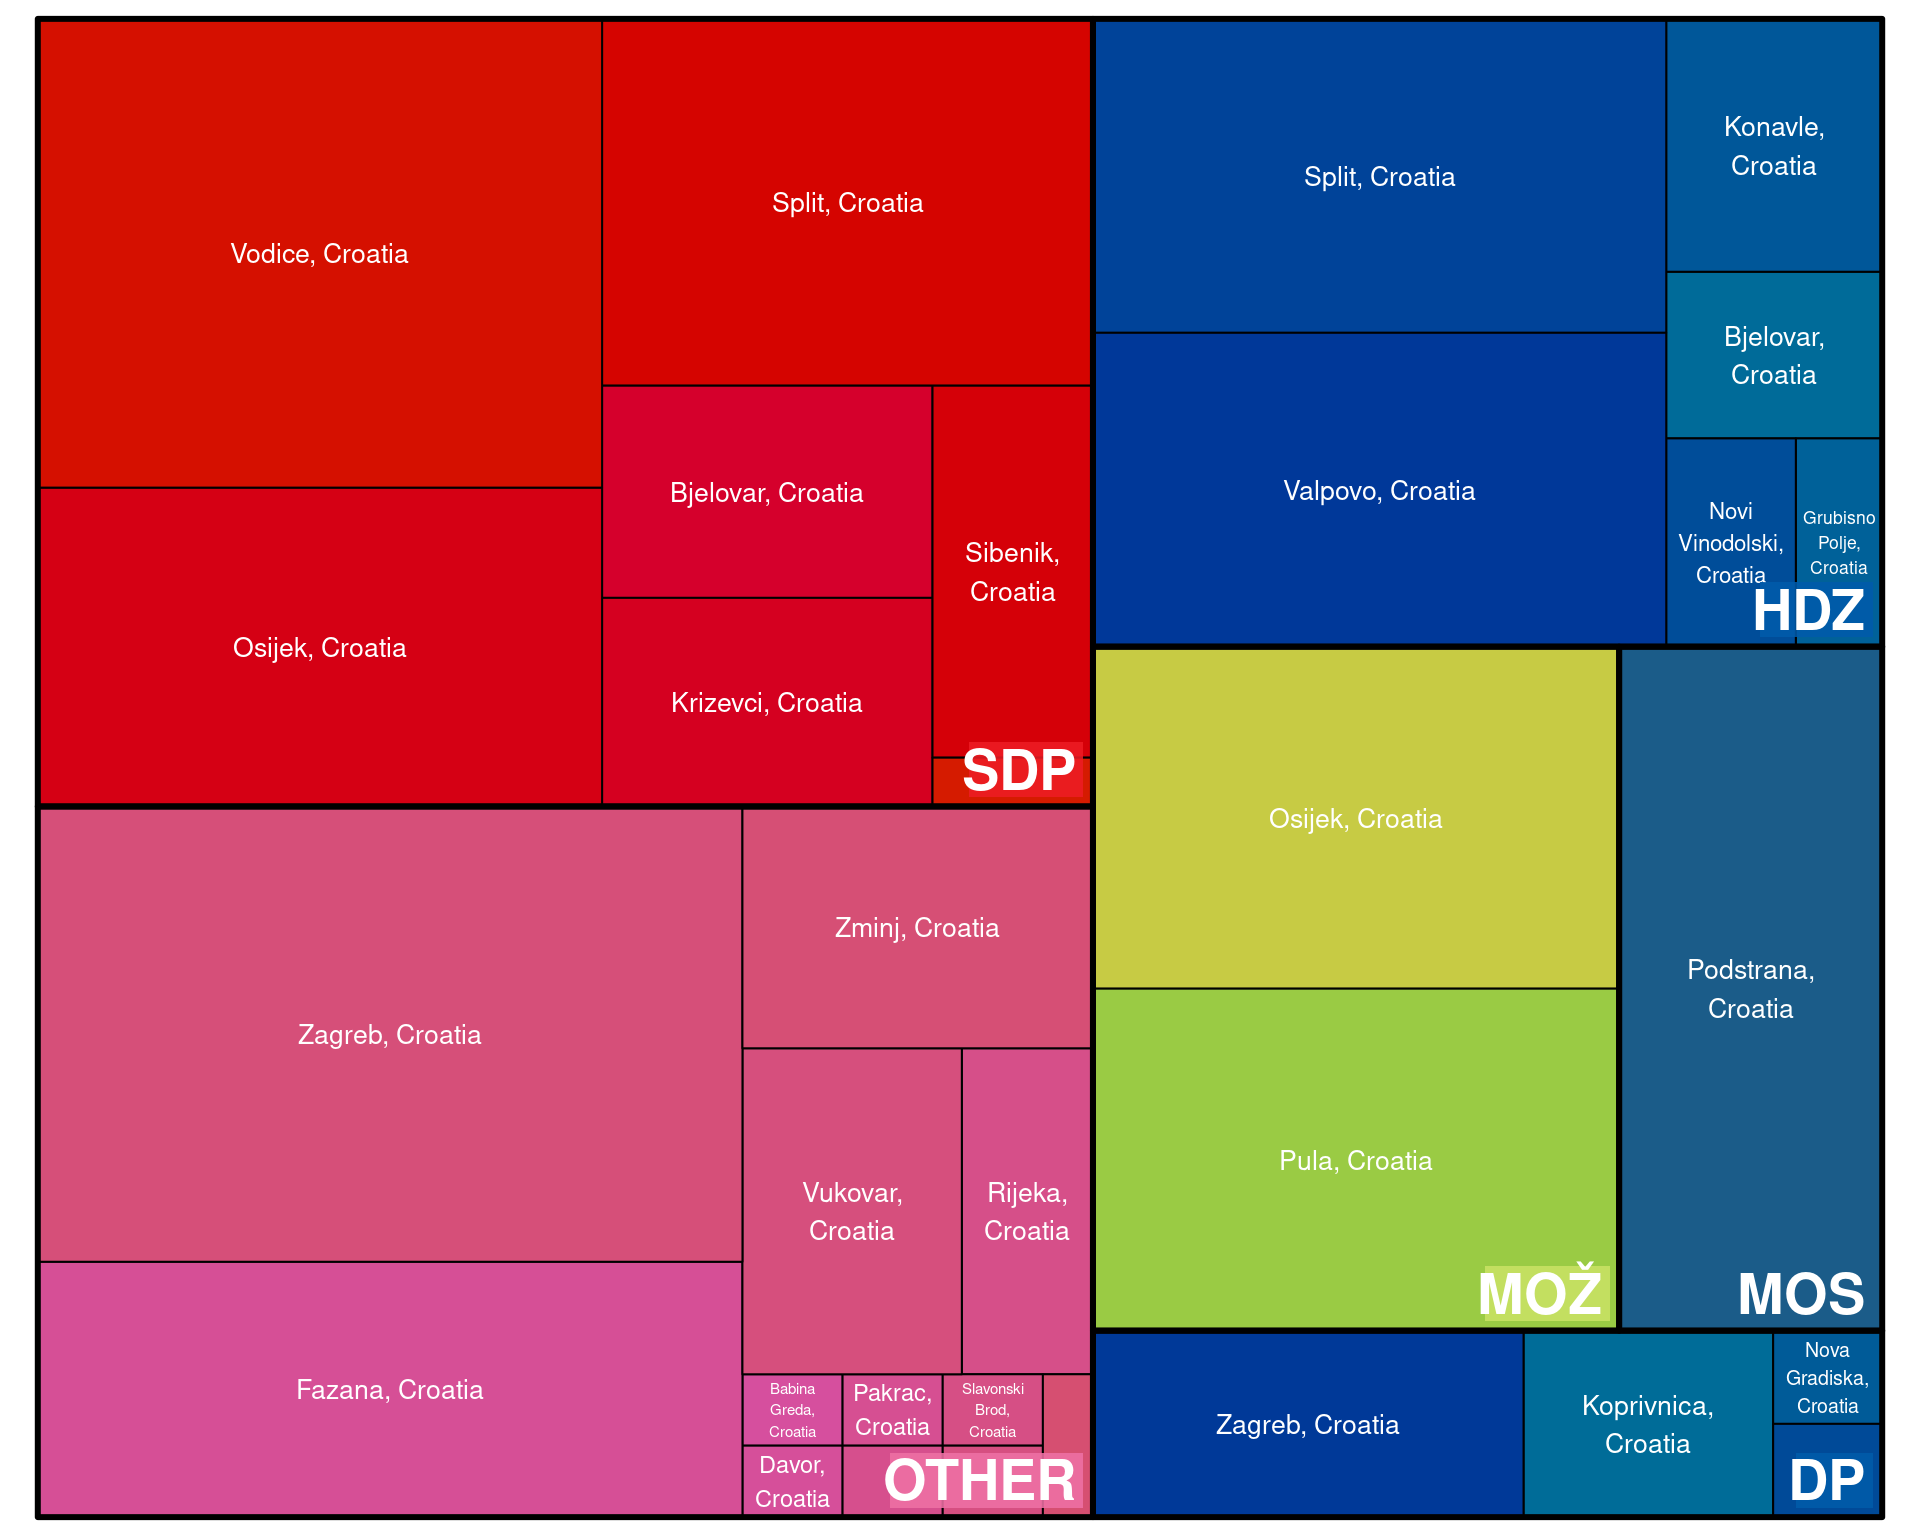 Vodice, Croatia
Split, Croatia
Osijek, Croatia
Bjelovar, Croatia
Krizevci, Croatia
Sibenik,
Croatia
SDP
Split, Croatia
Valpovo, Croatia
Konavle,
Croatia
Bjelovar,
Croatia
Novi
Vinodolski,
Croatia
Grubisno
Polje,
Croatia
HDZ
Zagreb, Croatia
Fazana, Croatia
Zminj, Croatia
Vukovar,
Croatia
Rijeka,
Croatia
Babina
Greda,
Croatia
Pakrac,
Croatia
Slavonski
Brod,
Croatia
Davor,
Croatia
OTHER
Osijek, Croatia
Pula, Croatia
MOŽ
Podstrana,
Croatia
MOS
Zagreb, Croatia
Koprivnica,
Croatia
Nova
Gradiska,
Croatia
DP